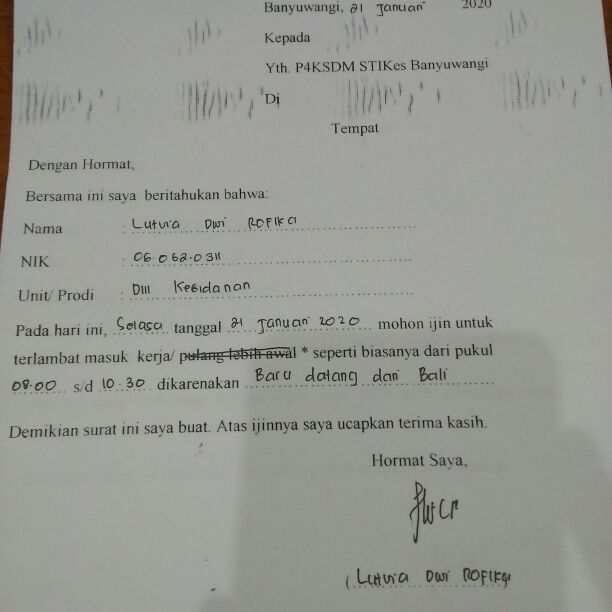 Banyuwangi, 21 Januari 2020
Kepada
Yth. P4KSDM STIKes Banyuwangi
Di
Tempat
Dengan Hormat,
Bersama ini saya beritahukan bahwa:
Nama : Lutvia Dwi ROFIKA
NIK : 06.062.0311
Unit/ Prodi : DIII Kebidanan
Pada hari ini, Selasa tanggal 21 Januari 2020 mohon ijin untuk
terlambat masuk kerja/ pulang lebih awal * seperti biasanya dari pukul
08.00 s/d 10.30 dikarenakan Baru datang dari Bali
Demikian surat ini saya buat. Atas ijinnya saya ucapkan terima kasih.
Hormat Saya,
( Lutvia Dwi ROFIKA